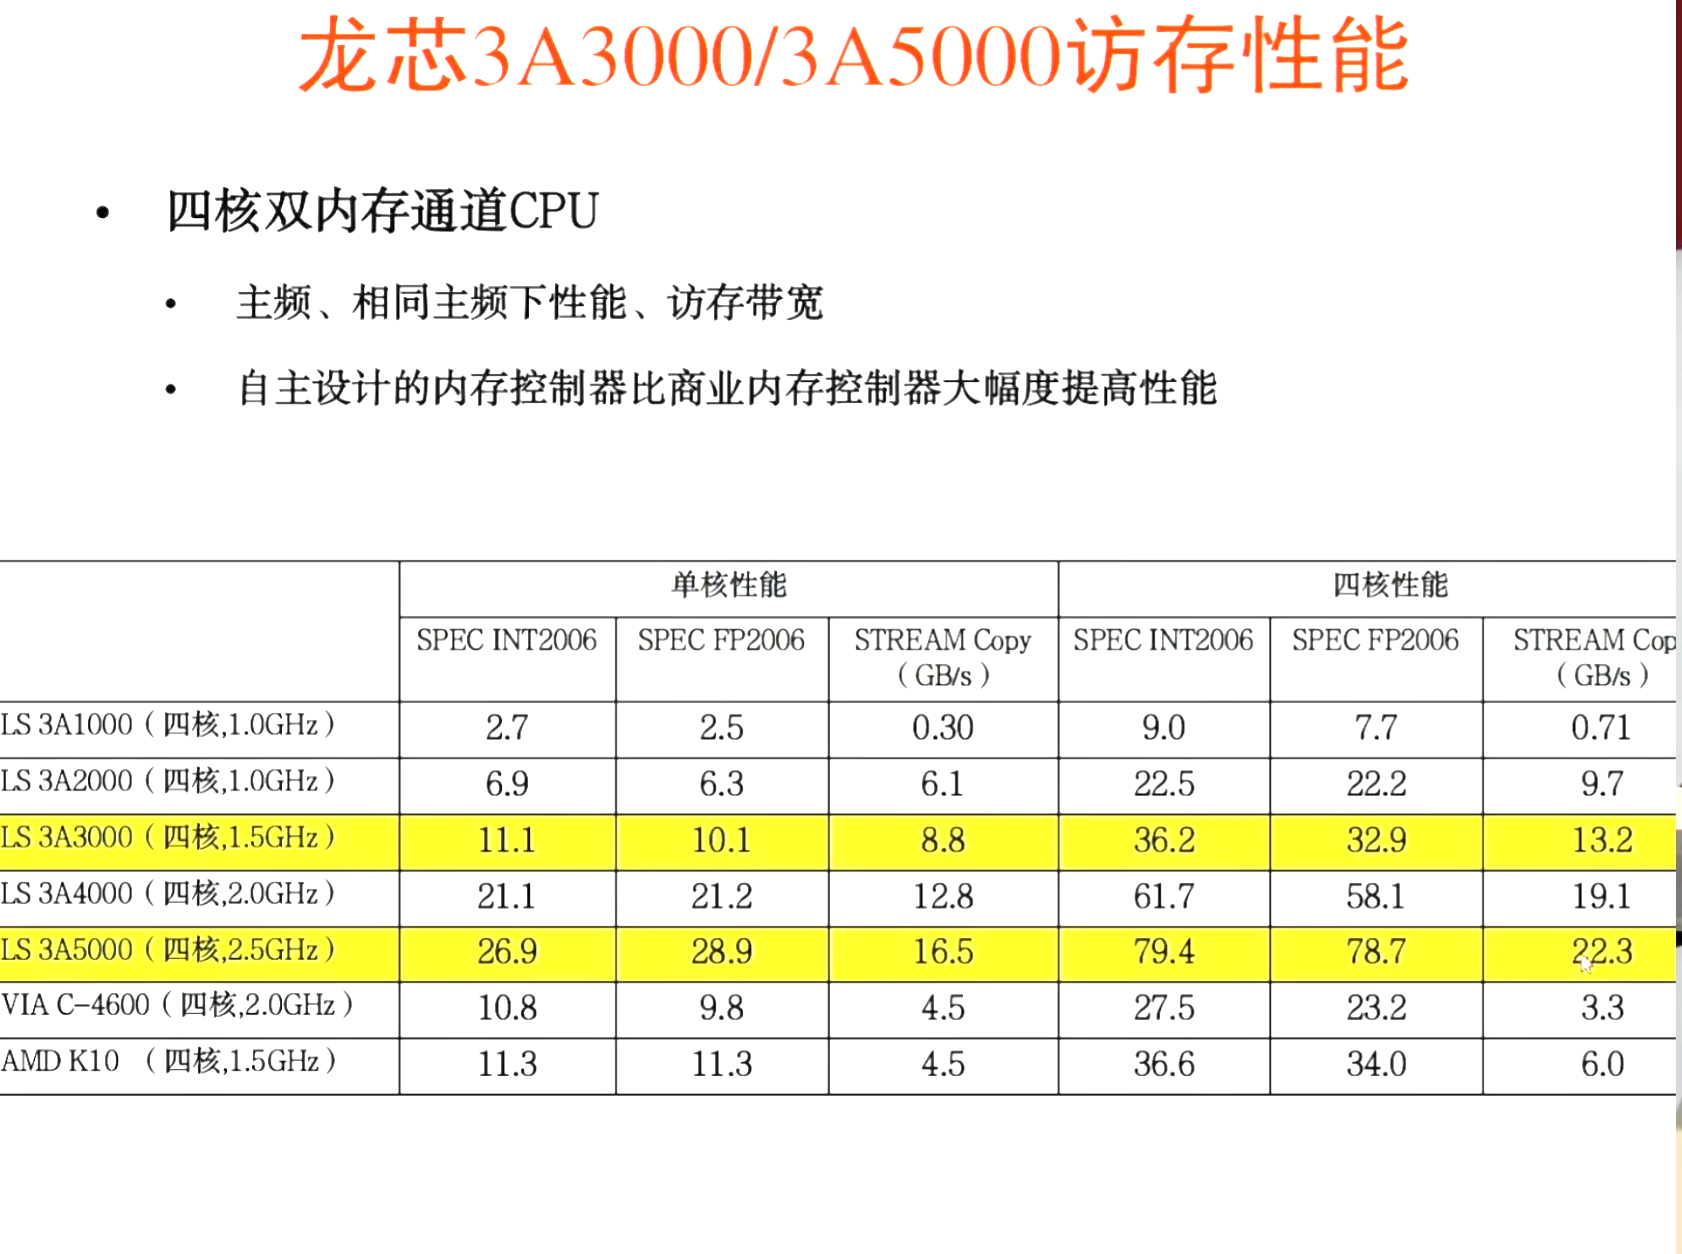 龙芯3A3000/3A5000访存性能
• 四核双内存通道CPU
• 主频、相同主频下性能、访存带宽
• 自主设计的内存控制器比商业内存控制器大幅度提高性能
单核性能 四核性能
SPEC INT2006 SPEC FP2006 STREAM Copy（GB/s） SPEC INT2006 SPEC FP2006 STREAM Cop（GB/s）
LS 3A1000（四核,1.0GHz） 2.7 2.5 0.30 9.0 7.7 0.71
LS 3A2000（四核,1.0GHz） 6.9 6.3 6.1 22.5 22.2 9.7
LS 3A3000（四核,1.5GHz） 11.1 10.1 8.8 36.2 32.9 13.2
LS 3A4000（四核,2.0GHz） 21.1 21.2 12.8 61.7 58.1 19.1
LS 3A5000（四核,2.5GHz） 26.9 28.9 16.5 79.4 78.7 22.3
VIA C-4600（四核,2.0GHz） 10.8 9.8 4.5 27.5 23.2 3.3
AMD K10 （四核,1.5GHz） 11.3 11.3 4.5 36.6 34.0 6.0